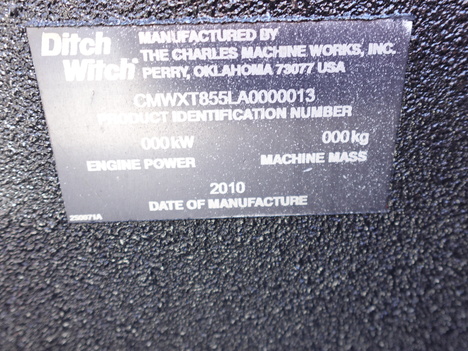 Ditch Witch®
MANUFACTURED BY
THE CHARLES MACHINE WORKS, INC.
PERRY, OKLAHOMA 73077 USA
CMWXT855LA0000013
PRODUCT IDENTIFICATION NUMBER
000kW 000kg
ENGINE POWER MACHINE MASS
2010
DATE OF MANUFACTURE